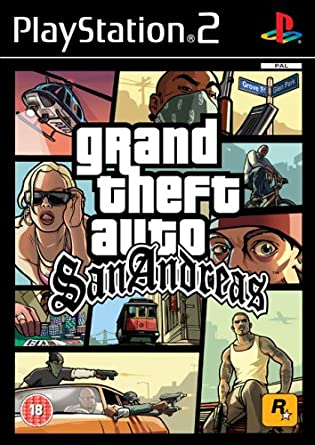 PlayStation®2
PAL
Grove St
Glen Park
grand
theft
auto
San Andreas
18
R★